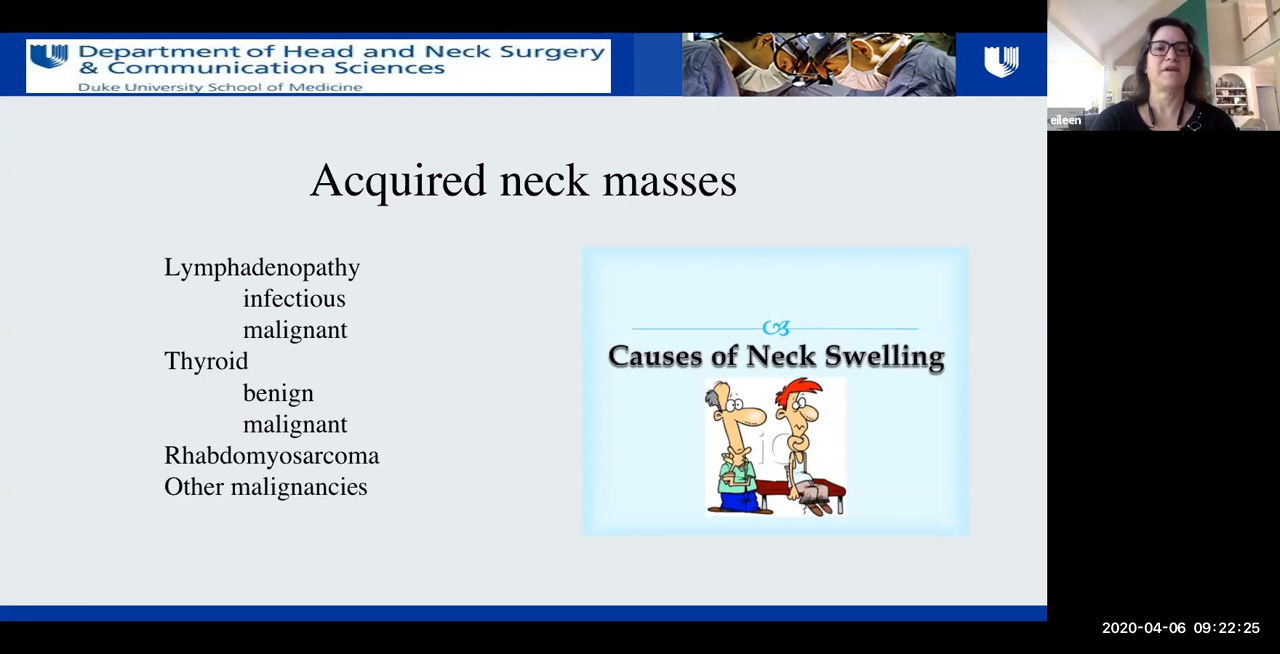 Department of Head and Neck Surgery
& Communication Sciences
Duke University School of Medicine
eileen
Acquired neck masses
Lymphadenopathy
infectious
malignant
Thyroid
benign
malignant
Rhabdomyosarcoma
Other malignancies
Causes of Neck Swelling
2020-04-06 09:22:25